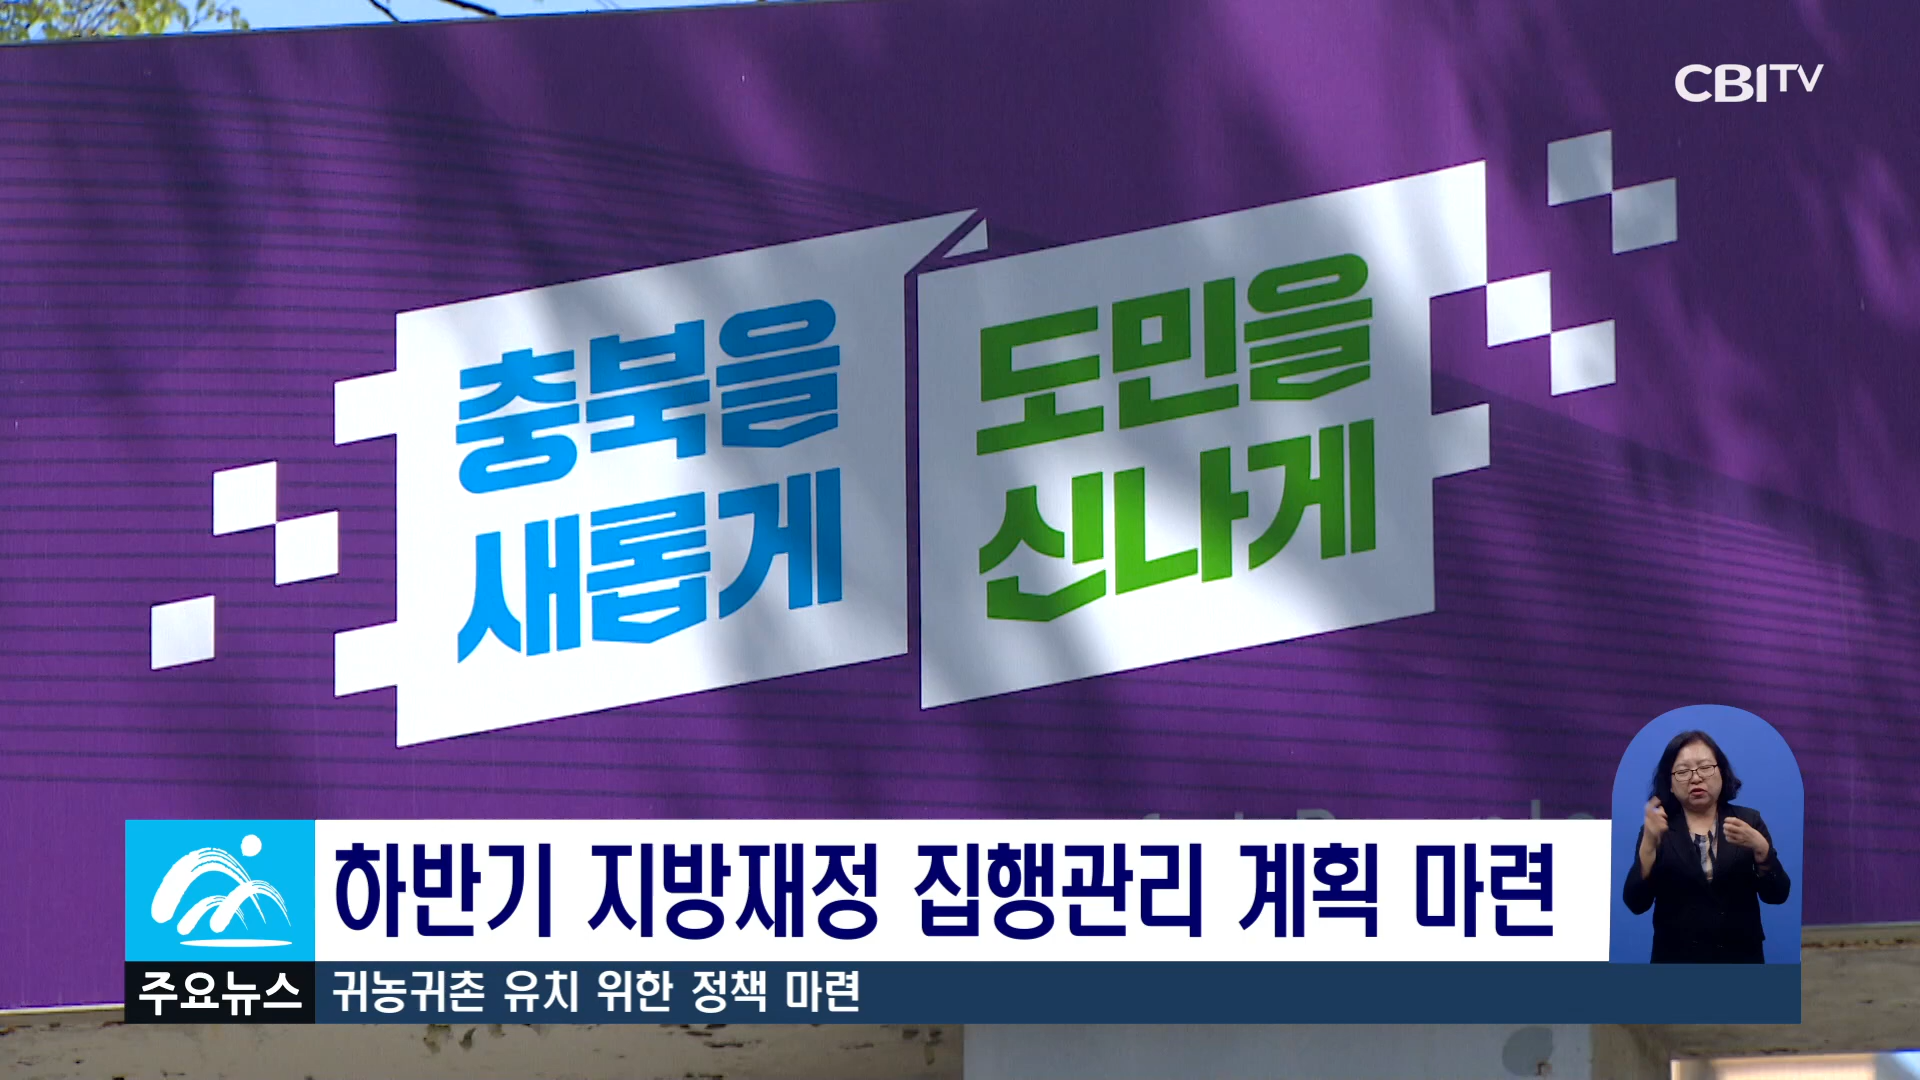 CBITV
충북을
새롭게
도민을
신나게
하반기 지방재정 집행관리 계획 마련
주요뉴스
귀농귀촌 유치 위한 정책 마련